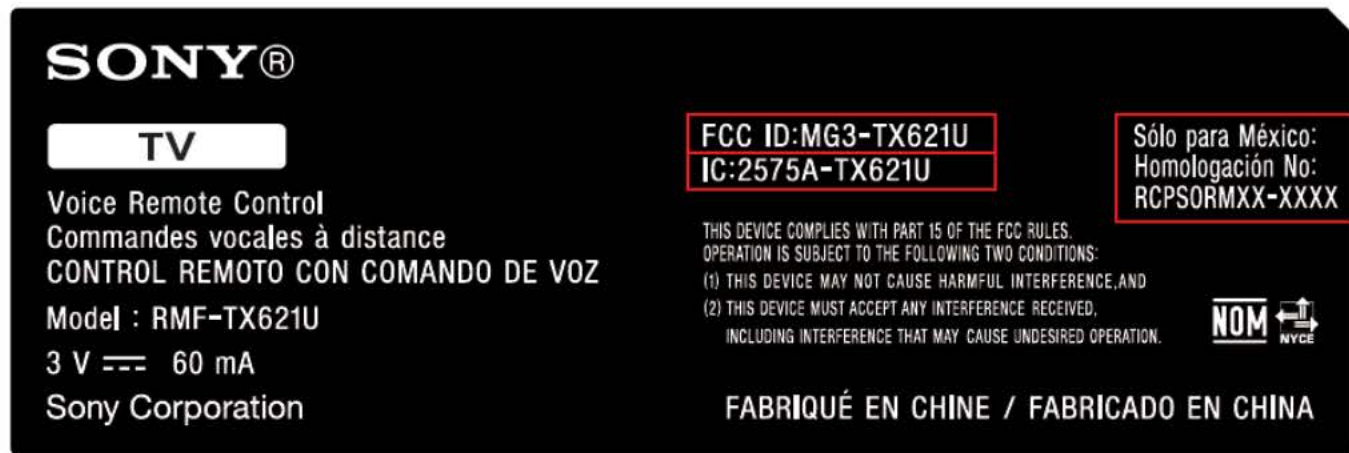 SONY®
TV
Voice Remote Control
Commandes vocales à distance
CONTROL REMOTO CON COMANDO DE VOZ
Model : RMF-TX621U
3 V 60 mA
Sony Corporation
FCC ID:MG3-TX621U
IC:2575A-TX621U
Sólo para México:
Homologación No:
RCPSORMXX-XXXX
THIS DEVICE COMPLIES WITH PART 15 OF THE FCC RULES.
OPERATION IS SUBJECT TO THE FOLLOWING TWO CONDITIONS:
(1) THIS DEVICE MAY NOT CAUSE HARMFUL INTERFERENCE,AND
(2) THIS DEVICE MUST ACCEPT ANY INTERFERENCE RECEIVED,
INCLUDING INTERFERENCE THAT MAY CAUSE UNDESIRED OPERATION.
NOM
NYCE
FABRIQUÉ EN CHINE / FABRICADO EN CHINA